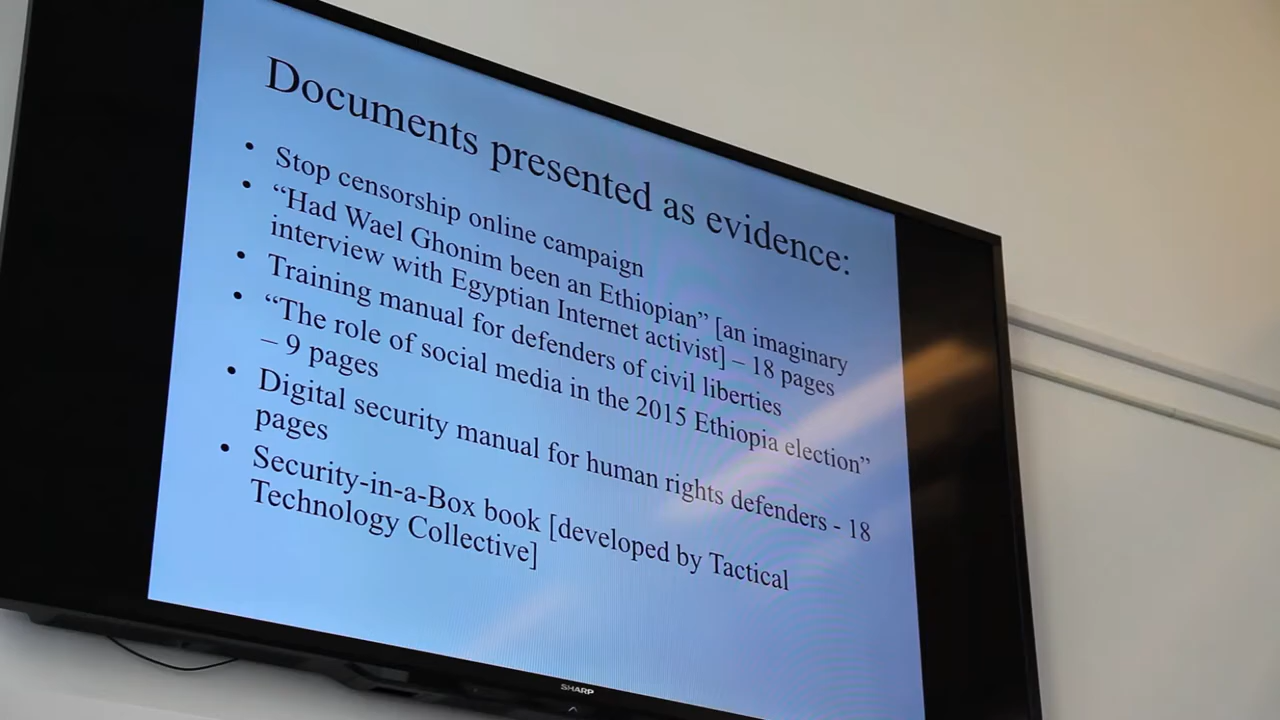 Documents presented as evidence:
• Stop censorship online campaign
• “Had Wael Ghonim been an Ethiopian” [an imaginary
interview with Egyptian Internet activist] – 18 pages
• Training manual for defenders of civil liberties
• “The role of social media in the 2015 Ethiopia election”
– 9 pages
• Digital security manual for human rights defenders - 18
pages
• Security-in-a-Box book [developed by Tactical
Technology Collective]
SHARP